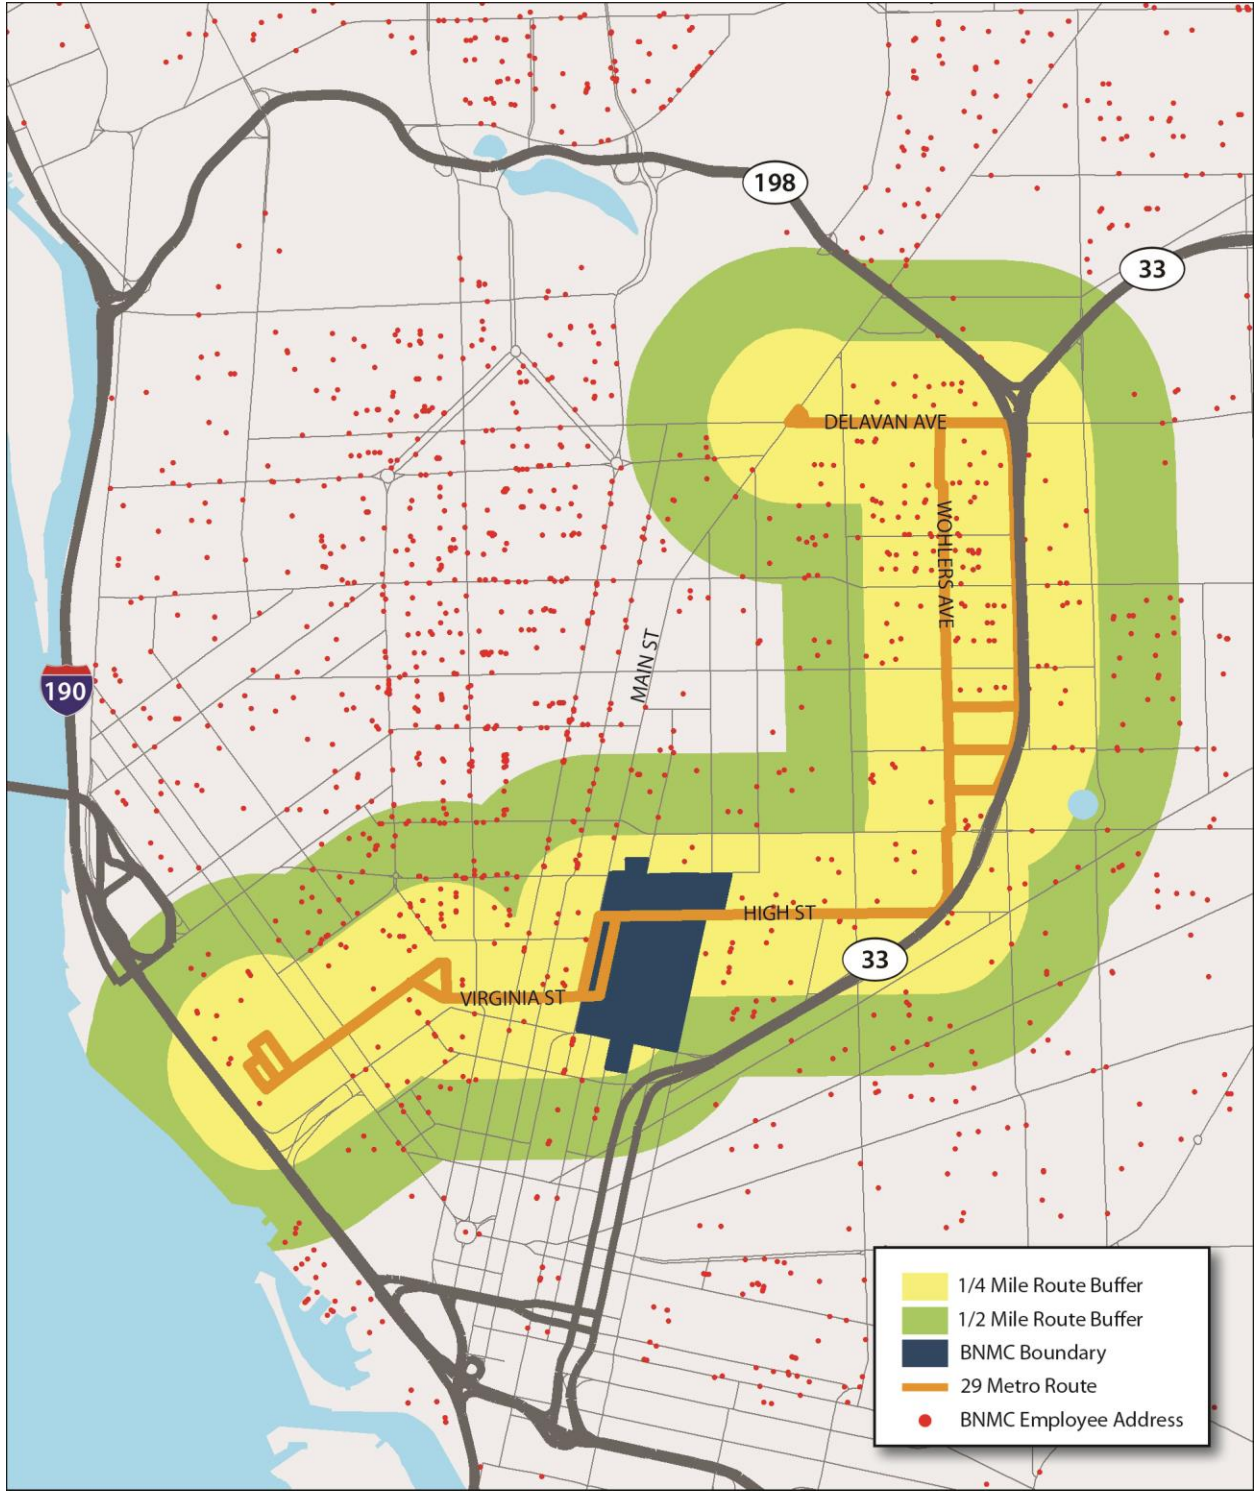 198
33
DELAVAN AVE
WOHLERS AVE
MAIN ST
190
HIGH ST
33
VIRGINIA ST
1/4 Mile Route Buffer
1/2 Mile Route Buffer
BNMC Boundary
29 Metro Route
BNMC Employee Address